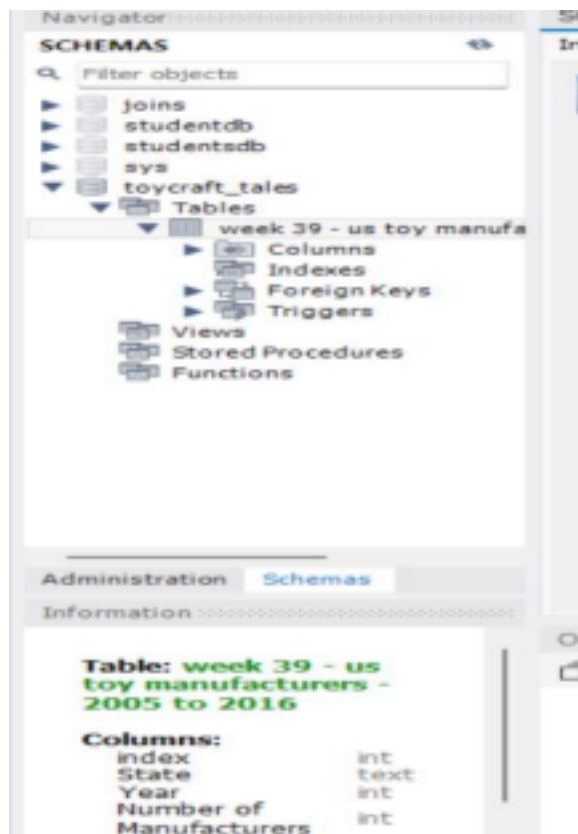 Navigator
SCHEMAS
Filter objects
joins
studentdb
studentsdb
sys
toycraft_tales
Tables
week 39 - us toy manufa
Columns
Indexes
Foreign Keys
Triggers
Views
Stored Procedures
Functions
Administration Schemas
Information
Table: week 39 - us
toy manufacturers -
2005 to 2016
Columns:
index int
State text
Year int
Number of
Manufacturers int